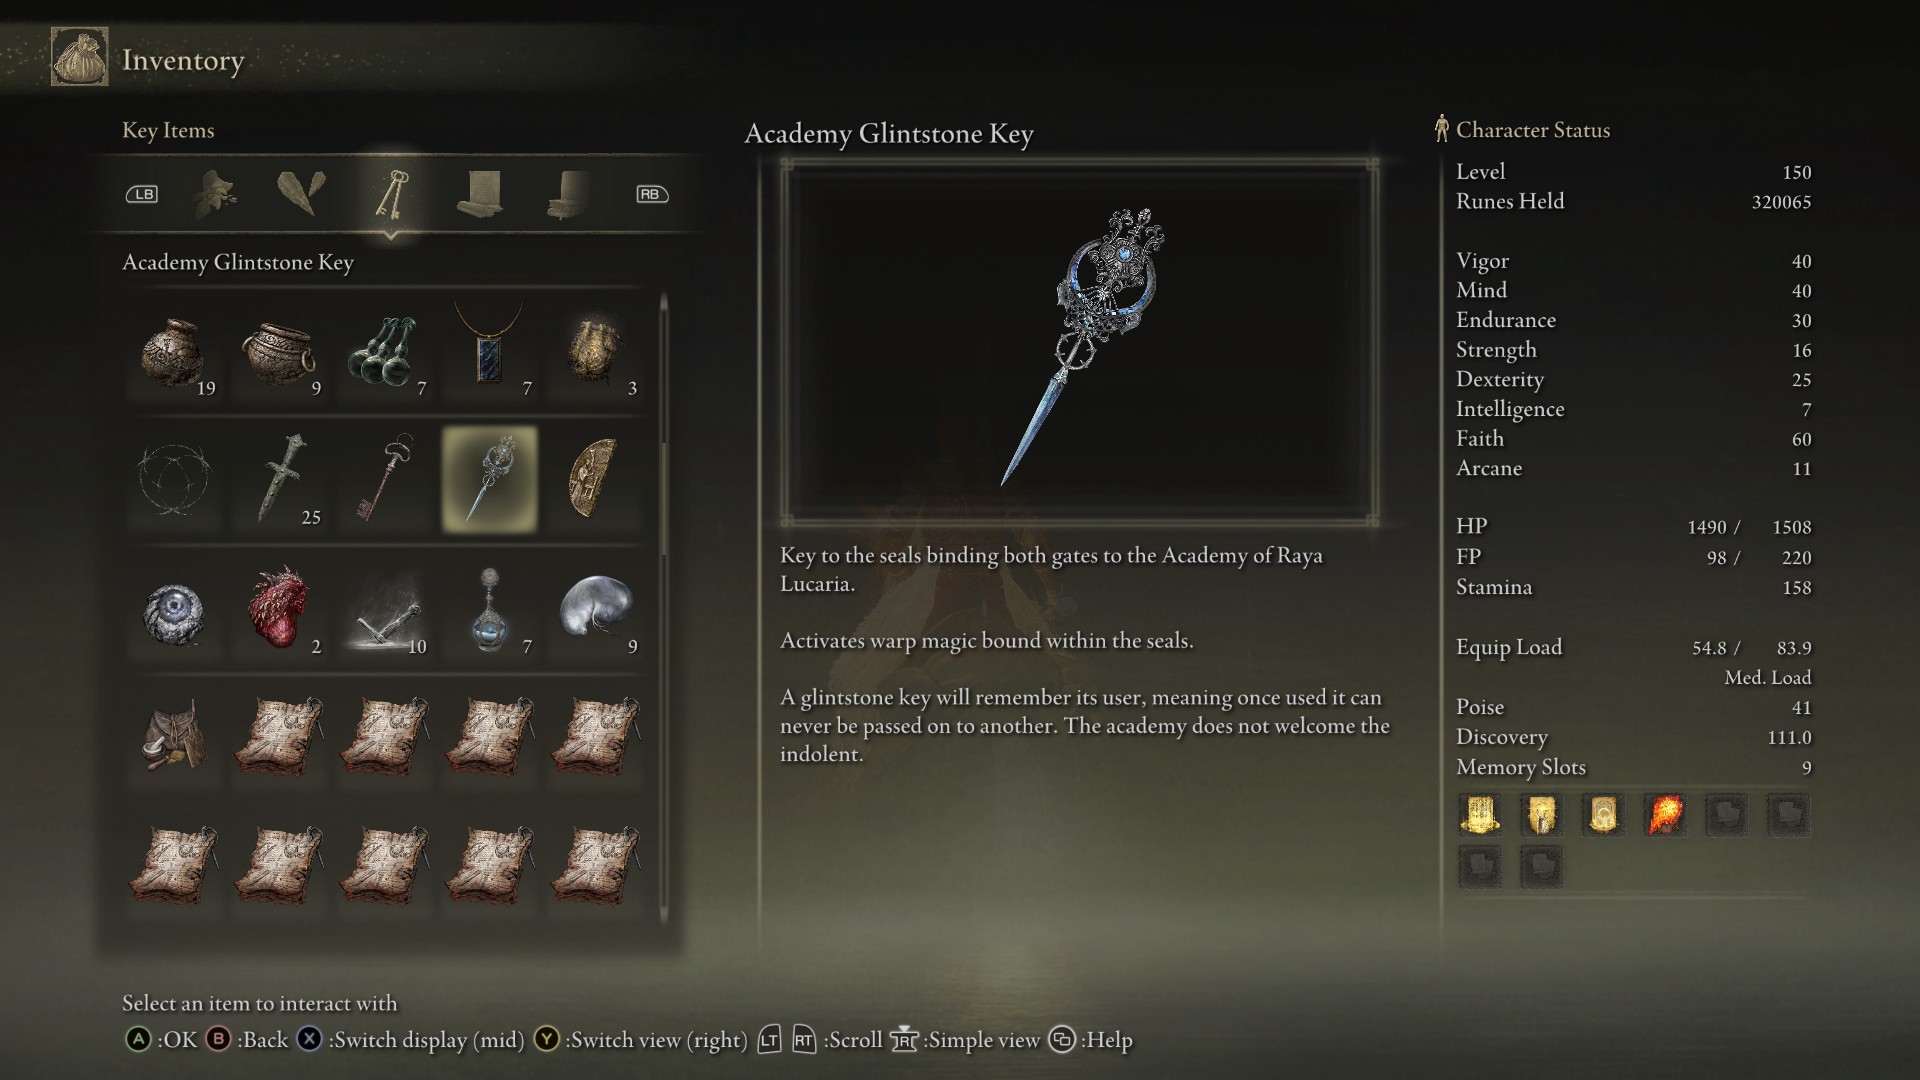 Inventory
Key Items
LB
RB
Academy Glintstone Key
19
9
7
7
3
25
2
10
7
9
Academy Glintstone Key
Key to the seals binding both gates to the Academy of Raya
Lucaria.
Activates warp magic bound within the seals.
A glintstone key will remember its user, meaning once used it can
never be passed on to another. The academy does not welcome the
indolent.
Character Status
Level 150
Runes Held 320065
Vigor 40
Mind 40
Endurance 30
Strength 16
Dexterity 25
Intelligence 7
Faith 60
Arcane 11
HP 1490 / 1508
FP 98 / 220
Stamina 158
Equip Load 54.8 / 83.9
Med. Load
Poise 41
Discovery 111.0
Memory Slots 9
Select an item to interact with
A :OK B :Back X :Switch display (mid) Y :Switch view (right) LT RT :Scroll R :Simple view :Help